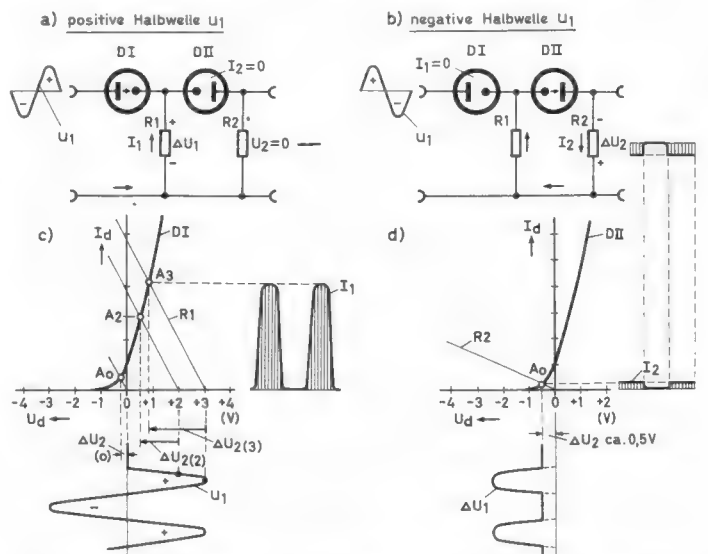 a) positive Halbwelle U1
b) negative Halbwelle U1
DI DII
I2=0
+
-
U1
R1 +
I1 ΔU1
-
R2
U2=0
DI DII
I1=0
+
-
U1
R1
R2 -
I2 ΔU2
+
c)
Id
DI
A3
A2
R1
A0
I1
-4 -3 -2 -1 0 +1 +2 +3 +4
Ud (V)
ΔU2
(0)
ΔU2(3)
ΔU2(2)
+
U1
-
+
d)
Id
DII
R2
A0
I2
-4 -3 -2 -1 0 +1 +2
Ud (V)
ΔU2 ca.0,5V
ΔU1